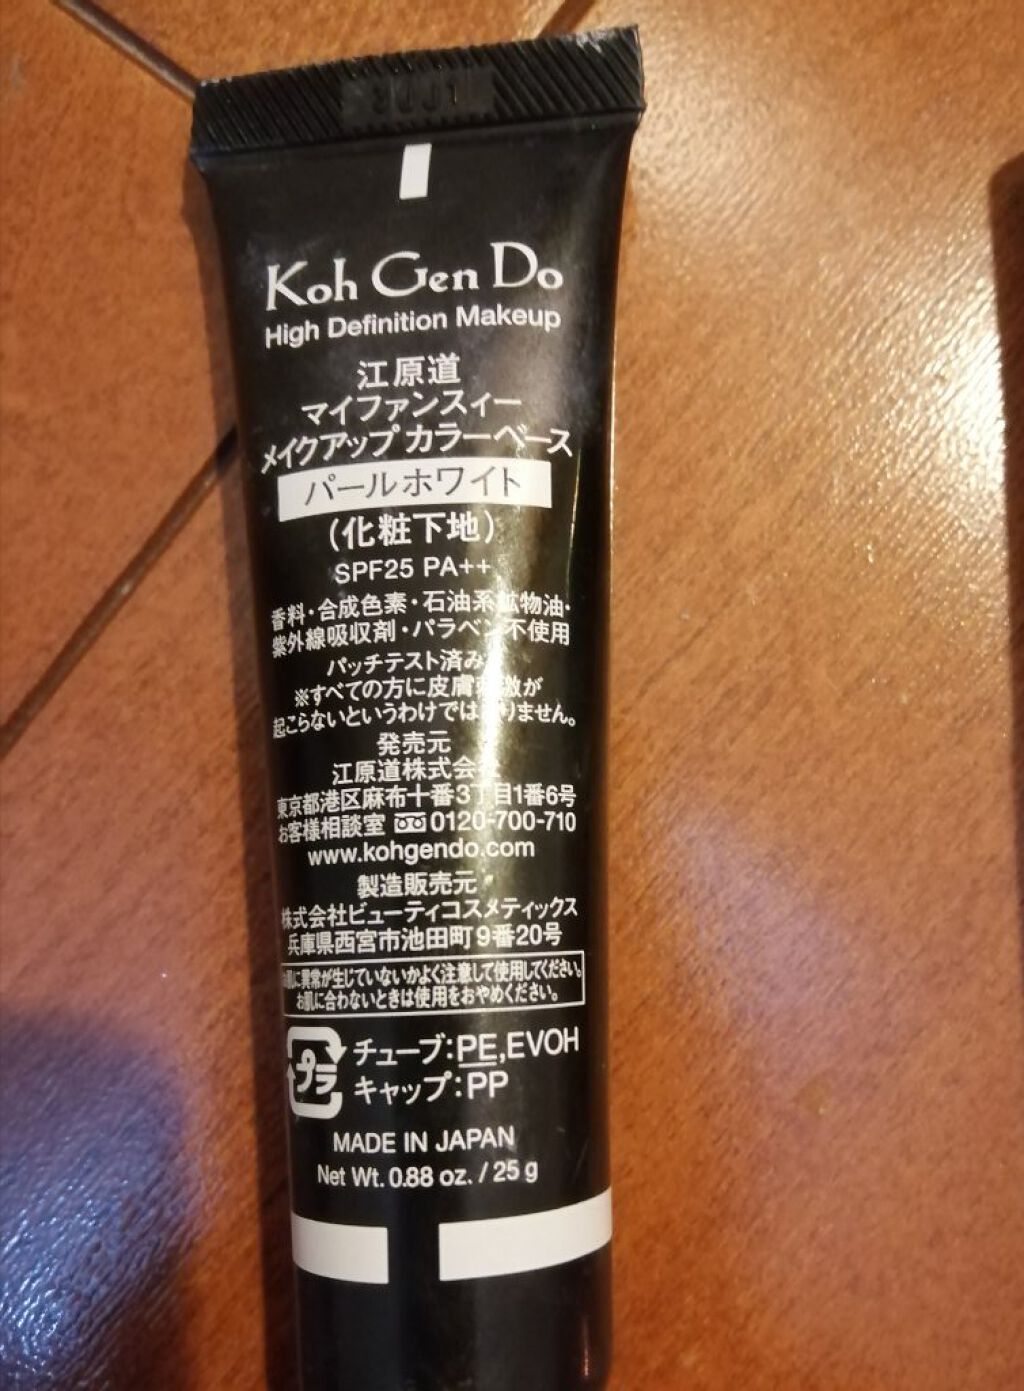 Koh Gen Do
High Definition Makeup
江原道
マイファンスィー
メイクアップカラーベース
パールホワイト
(化粧下地)
SPF25 PA++
香料・合成色素・石油系鉱物油・
紫外線吸収剤・パラベン不使用
パッチテスト済み
※すべての方に皮膚刺激が
起こらないというわけではありません。
発売元
江原道株式会社
東京都港区麻布十番3丁目1番6号
お客様相談室 0120-700-710
www.kohgendo.com
製造販売元
株式会社ビューティコスメティックス
兵庫県西宮市池田町9番20号
お肌に異常が生じていないかよく注意して使用してください。
お肌に合わないときは使用をおやめください。
プラ
チューブ:PE,EVOH
キャップ:PP
MADE IN JAPAN
Net Wt. 0.88 oz. / 25 g